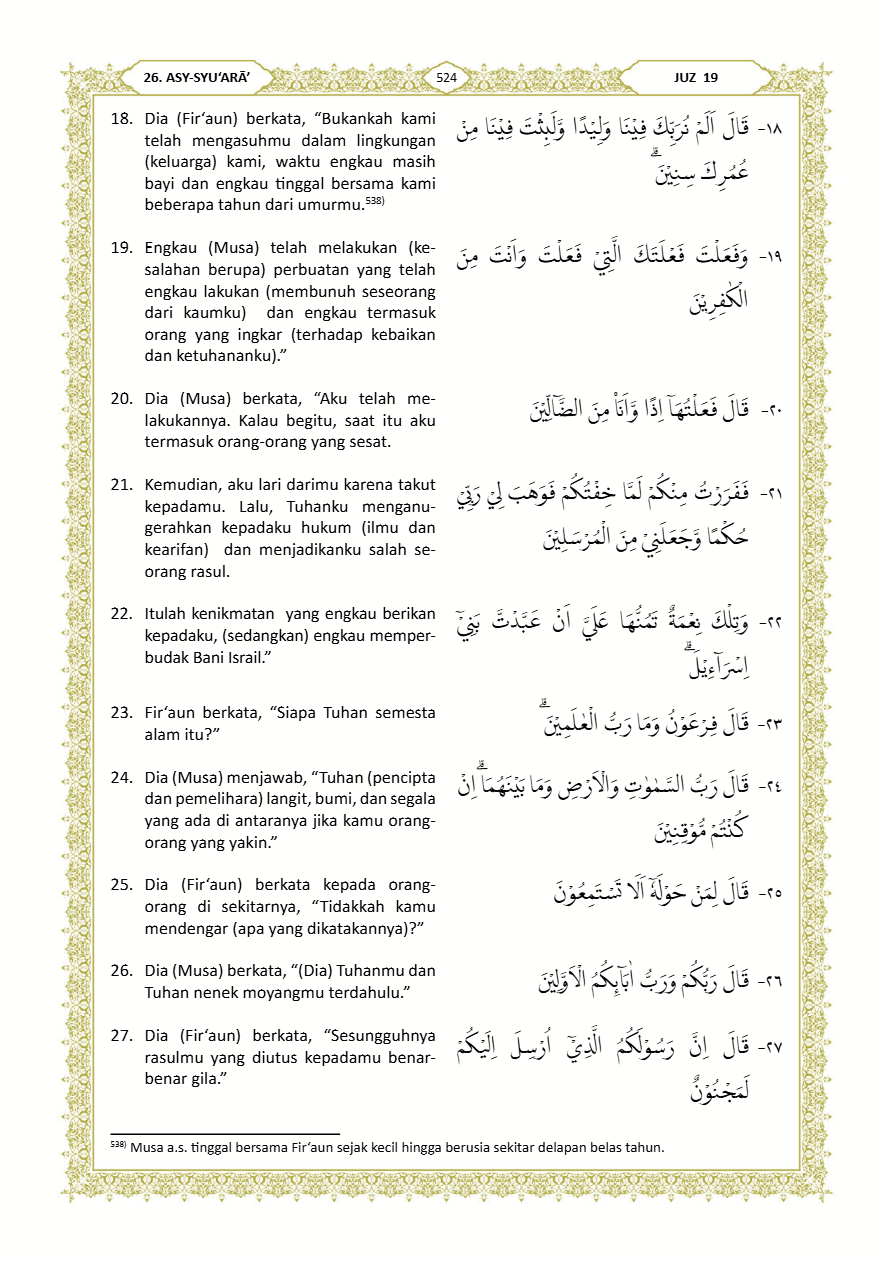 26. ASY-SYU‘ARĀ’
524
JUZ 19
18. Dia (Fir‘aun) berkata, “Bukankah kami
telah mengasuhmu dalam lingkungan
(keluarga) kami, waktu engkau masih
bayi dan engkau tinggal bersama kami
beberapa tahun dari umurmu.538)
١٨- قَالَ اَلَمْ نُرَبِّكَ فِيْنَا وَلِيْدًا وَّلَبِثْتَ فِيْنَا مِنْ
عُمُرِكَ سِنِيْنَ ۗ
19. Engkau (Musa) telah melakukan (ke-
salahan berupa) perbuatan yang telah
engkau lakukan (membunuh seseorang
dari kaumku) dan engkau termasuk
orang yang ingkar (terhadap kebaikan
dan ketuhananku).”
١٩- وَفَعَلْتَ فَعْلَتَكَ الَّتِيْ فَعَلْتَ وَاَنْتَ مِنَ
الْكٰفِرِيْنَ
20. Dia (Musa) berkata, “Aku telah me-
lakukannya. Kalau begitu, saat itu aku
termasuk orang-orang yang sesat.
٢٠- قَالَ فَعَلْتُهَآ اِذًا وَّاَنَا۠ مِنَ الضَّاۤلِّيْنَ
21. Kemudian, aku lari darimu karena takut
kepadamu. Lalu, Tuhanku menganu-
gerahkan kepadaku hukum (ilmu dan
kearifan) dan menjadikanku salah se-
orang rasul.
٢١- فَفَرَرْتُ مِنْكُمْ لَمَّا خِفْتُكُمْ فَوَهَبَ لِيْ رَبِّيْ
حُكْمًا وَّجَعَلَنِيْ مِنَ الْمُرْسَلِيْنَ
22. Itulah kenikmatan yang engkau berikan
kepadaku, (sedangkan) engkau memper-
budak Bani Israil.”
٢٢- وَتِلْكَ نِعْمَةٌ تَمُنُّهَا عَلَيَّ اَنْ عَبَّدْتَّ بَنِيْٓ
اِسْرَاۤءِيْلَ ۗ
23. Fir‘aun berkata, “Siapa Tuhan semesta
alam itu?”
٢٣- قَالَ فِرْعَوْنُ وَمَا رَبُّ الْعٰلَمِيْنَ ۗ
24. Dia (Musa) menjawab, “Tuhan (pencipta
dan pemelihara) langit, bumi, dan segala
yang ada di antaranya jika kamu orang-
orang yang yakin.”
٢٤- قَالَ رَبُّ السَّمٰوٰتِ وَالْاَرْضِ وَمَا بَيْنَهُمَا ۗاِنْ
كُنْتُمْ مُّوْقِنِيْنَ
25. Dia (Fir‘aun) berkata kepada orang-
orang di sekitarnya, “Tidakkah kamu
mendengar (apa yang dikatakannya)?”
٢٥- قَالَ لِمَنْ حَوْلَهٗٓ اَلَا تَسْتَمِعُوْنَ
26. Dia (Musa) berkata, “(Dia) Tuhanmu dan
Tuhan nenek moyangmu terdahulu.”
٢٦- قَالَ رَبُّكُمْ وَرَبُّ اٰبَاۤىِٕكُمُ الْاَوَّلِيْنَ
27. Dia (Fir‘aun) berkata, “Sesungguhnya
rasulmu yang diutus kepadamu benar-
benar gila.”
٢٧- قَالَ اِنَّ رَسُوْلَكُمُ الَّذِيْٓ اُرْسِلَ اِلَيْكُمْ
لَمَجْنُوْنٌ
538) Musa a.s. tinggal bersama Fir‘aun sejak kecil hingga berusia sekitar delapan belas tahun.